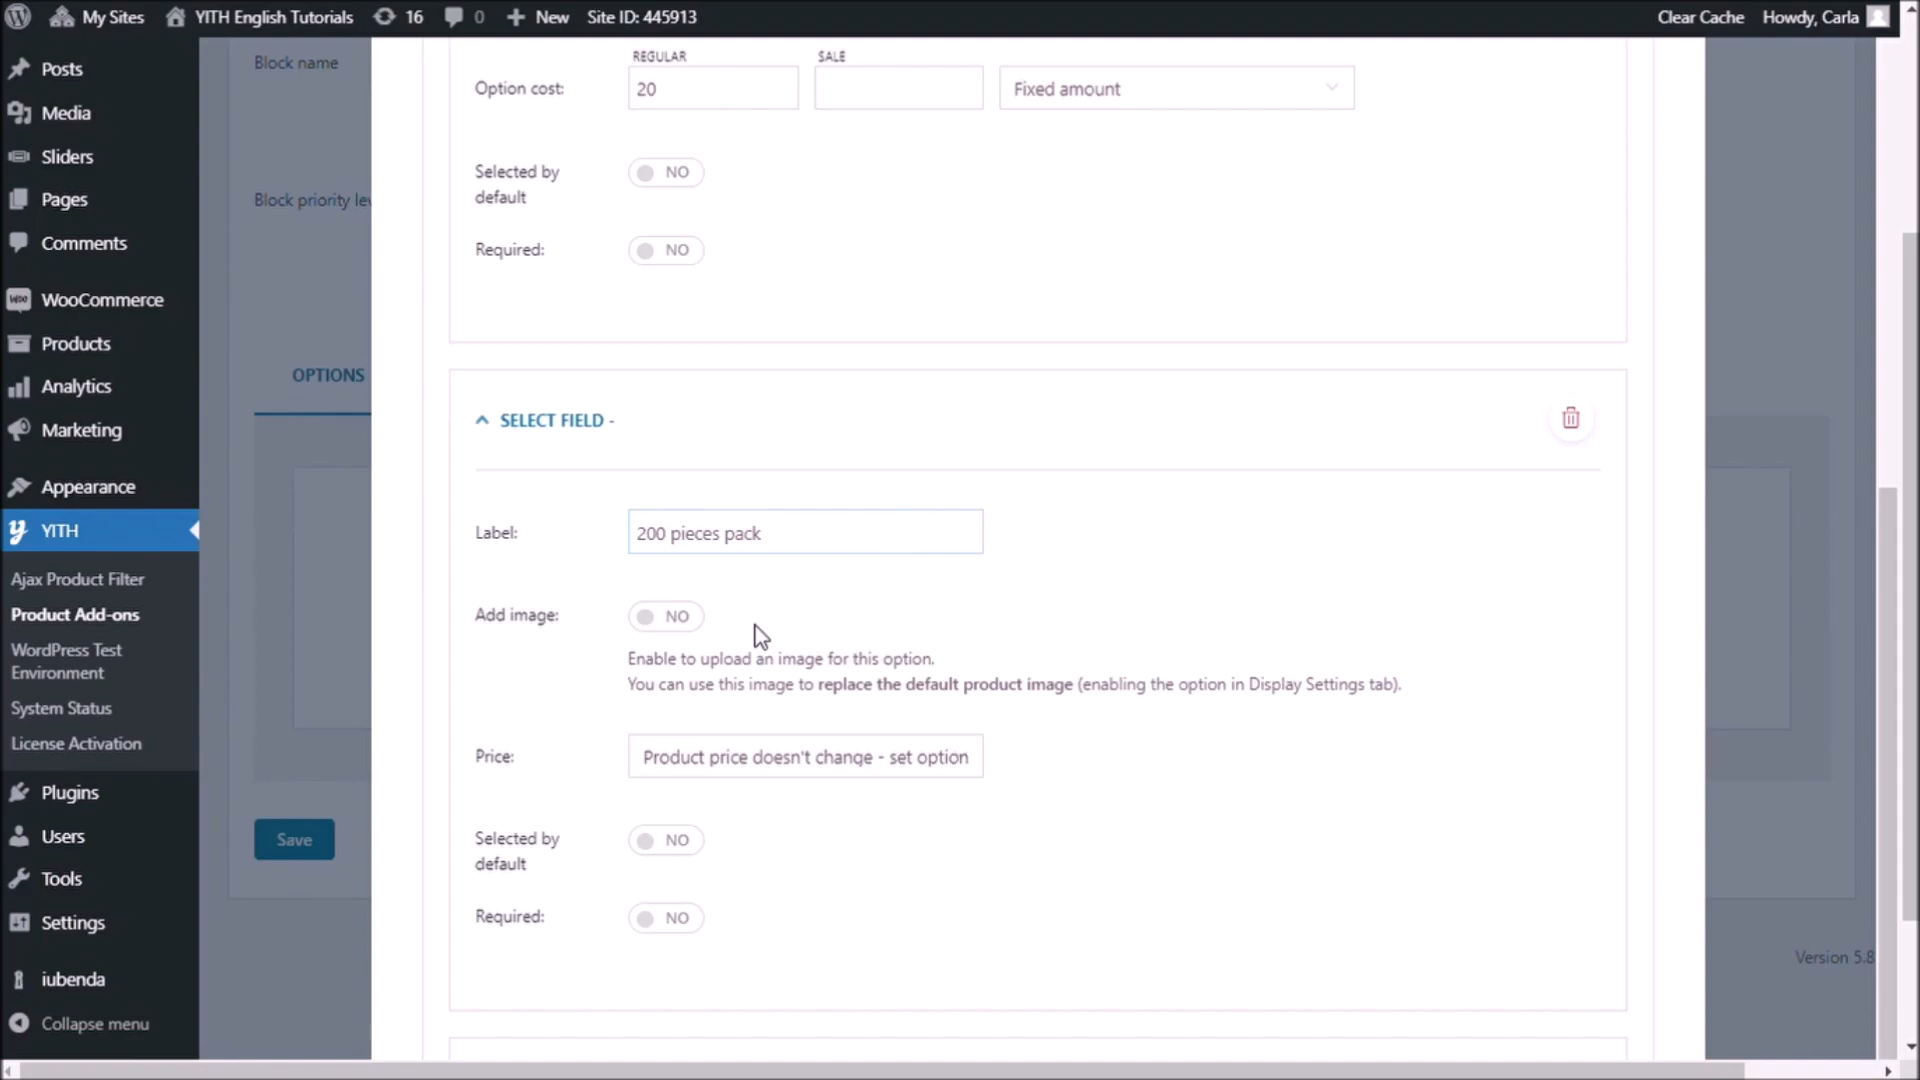 My Sites
YITH English Tutorials
16
0
New
Site ID: 445913
Clear Cache
Howdy, Carla
Posts
Media
Sliders
Pages
Comments
WooCommerce
Products
Analytics
Marketing
Appearance
YITH
Ajax Product Filter
Product Add-ons
WordPress Test
Environment
System Status
License Activation
Plugins
Users
Tools
Settings
iubenda
Collapse menu
Block name
Block priority lev
OPTIONS
Save
REGULAR
SALE
Option cost:
20
Fixed amount
Selected by
default
NO
Required:
NO
SELECT FIELD -
Label:
200 pieces pack
Add image:
NO
Enable to upload an image for this option.
You can use this image to replace the default product image (enabling the option in Display Settings tab).
Price:
Product price doesn't change - set option
Selected by
default
NO
Required:
NO
Version 5.8